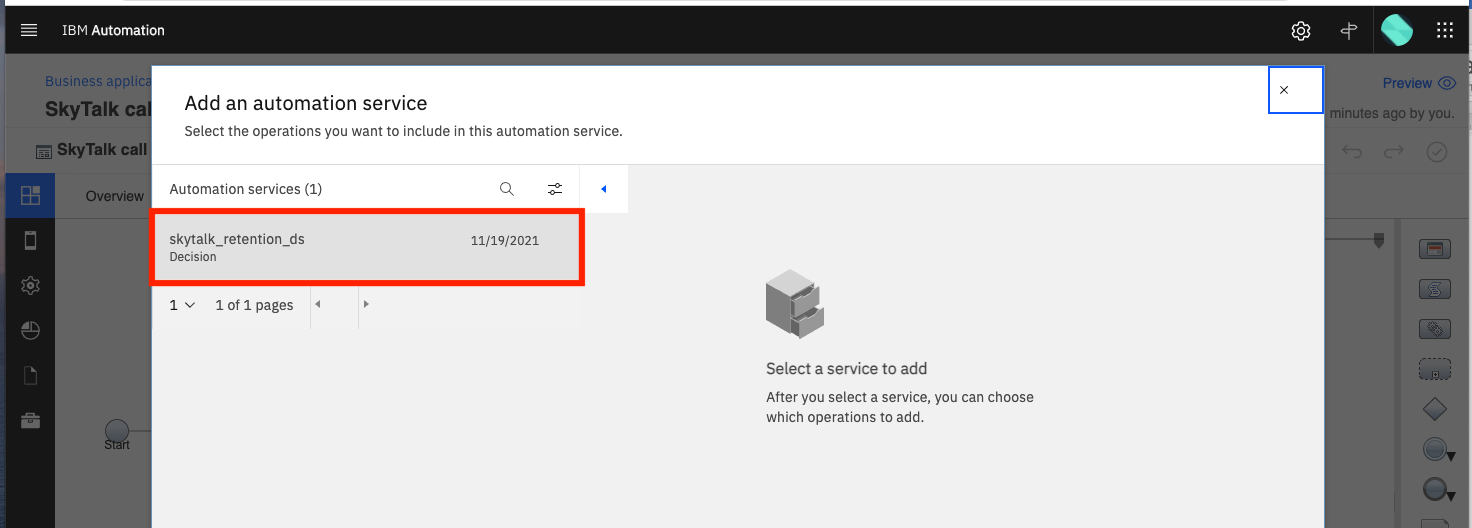 IBM Automation
Business applica
SkyTalk cal
Preview
minutes ago by you.
SkyTalk call
Overview
Add an automation service
Select the operations you want to include in this automation service.
Automation services (1)
skytalk_retention_ds
11/19/2021
Decision
1
1 of 1 pages
Select a service to add
After you select a service, you can choose
which operations to add.
Start